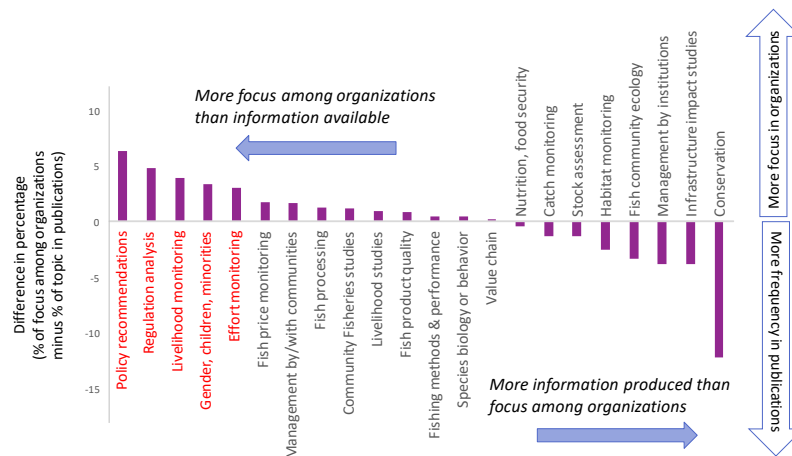 Difference in percentage
(% of focus among organizations
minus % of topic in publications)
10
5
0
-5
-10
-15
More focus among organizations
than information available
Policy recommendations
Regulation analysis
Livelihood monitoring
Gender, children, minorities
Effort monitoring
Fish price monitoring
Management by/with communities
Fish processing
Community Fisheries studies
Livelihood studies
Fish product quality
Fishing methods & performance
Species biology or behavior
Value chain
Nutrition, food security
Catch monitoring
Stock assessment
Habitat monitoring
Fish community ecology
Management by institutions
Infrastructure impact studies
Conservation
More information produced than
focus among organizations
More focus in organizations
More frequency in publications